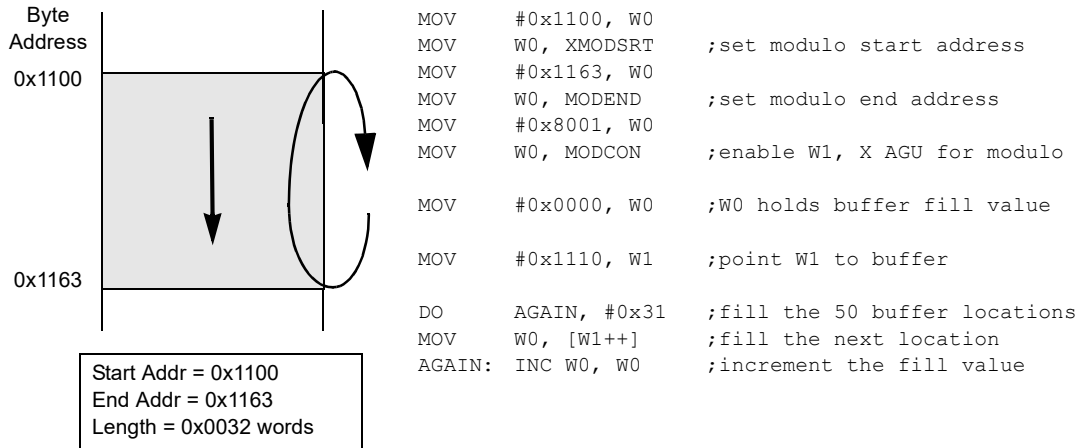 Byte
Address
0x1100
0x1163
Start Addr = 0x1100
End Addr = 0x1163
Length = 0x0032 words
MOV #0x1100, W0
MOV W0, XMODSRT ;set modulo start address
MOV #0x1163, W0
MOV W0, MODEND ;set modulo end address
MOV #0x8001, W0
MOV W0, MODCON ;enable W1, X AGU for modulo
MOV #0x0000, W0 ;W0 holds buffer fill value
MOV #0x1110, W1 ;point W1 to buffer
DO AGAIN, #0x31 ;fill the 50 buffer locations
MOV W0, [W1++] ;fill the next location
AGAIN: INC W0, W0 ;increment the fill value